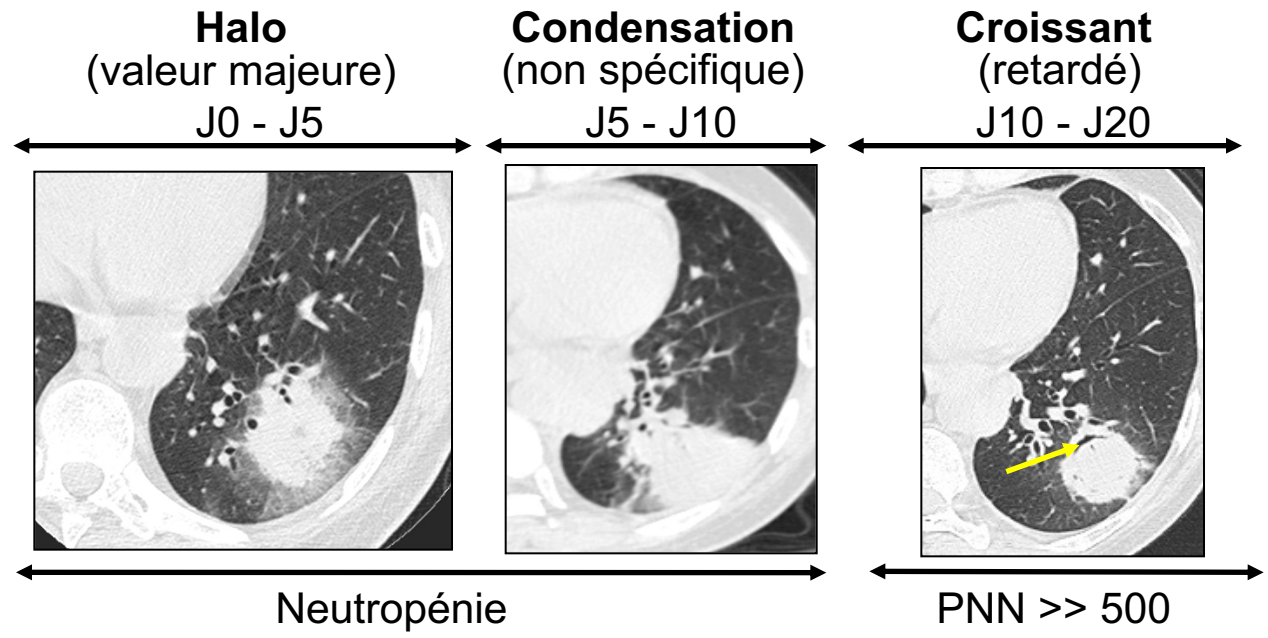 Halo
(valeur majeure)
J0 - J5
Condensation
(non spécifique)
J5 - J10
Croissant
(retardé)
J10 - J20
Neutropénie
PNN >> 500